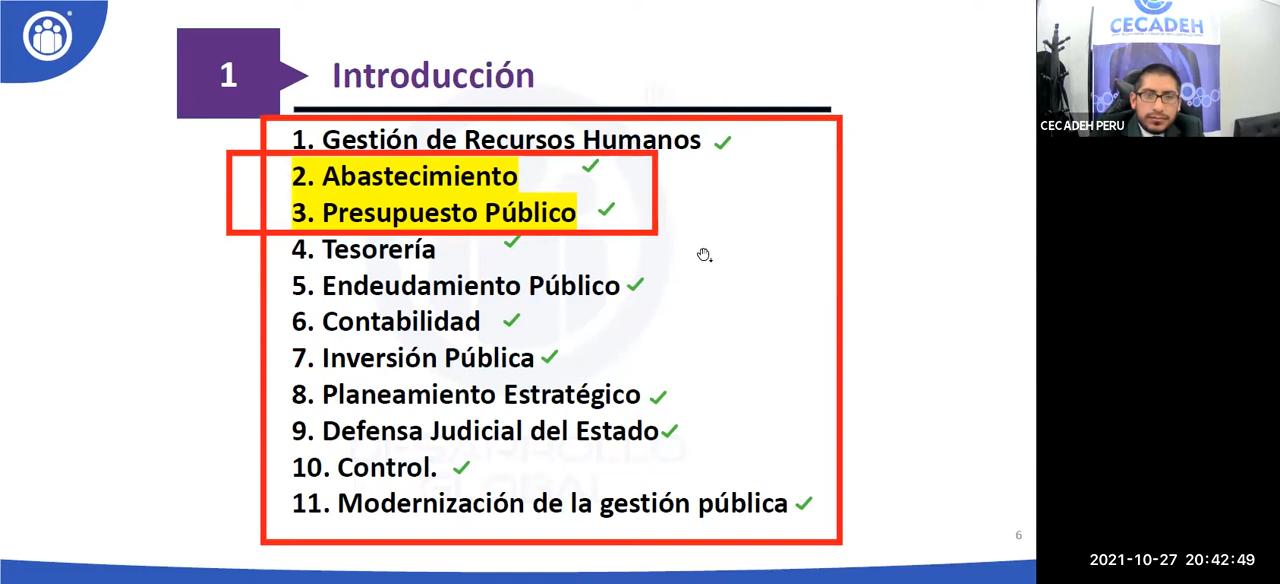 1
Introducción
1. Gestión de Recursos Humanos
2. Abastecimiento
3. Presupuesto Público
4. Tesorería
5. Endeudamiento Público
6. Contabilidad
7. Inversión Pública
8. Planeamiento Estratégico
9. Defensa Judicial del Estado
10. Control.
11. Modernización de la gestión pública
DESARROLLO
GLOBAL
6
CECADEH
CECADEH PERU
2021-10-27 20:42:49